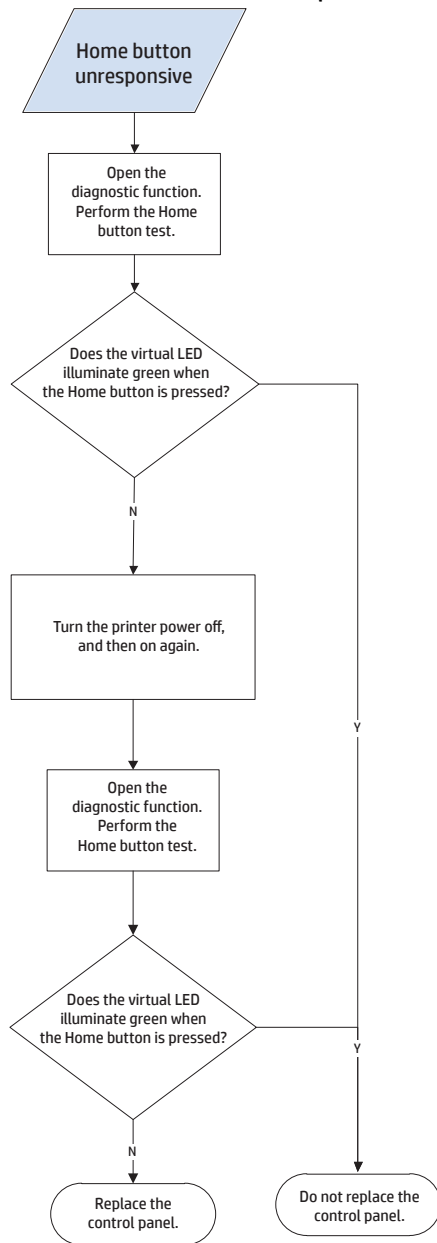 Home button
unresponsive
Open the
diagnostic function.
Perform the Home
button test.
Does the virtual LED
illuminate green when
the Home button is pressed?
N
Turn the printer power off,
and then on again.
Y
Open the
diagnostic function.
Perform the
Home button test.
Does the virtual LED
illuminate green when
the Home button is pressed?
Y
N
Replace the
control panel.
Do not replace the
control panel.